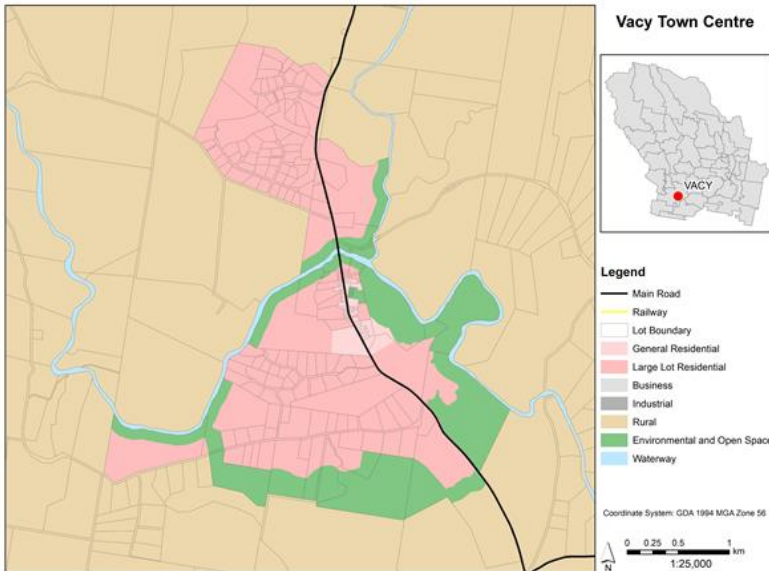 Vacy Town Centre
VACY
Legend
Main Road
Railway
Lot Boundary
General Residential
Large Lot Residential
Business
Industrial
Rural
Environmental and Open Space
Waterway
Coordinate System: GDA 1994 MGA Zone 56
N
0 0.25 0.5 1
km
1:25,000